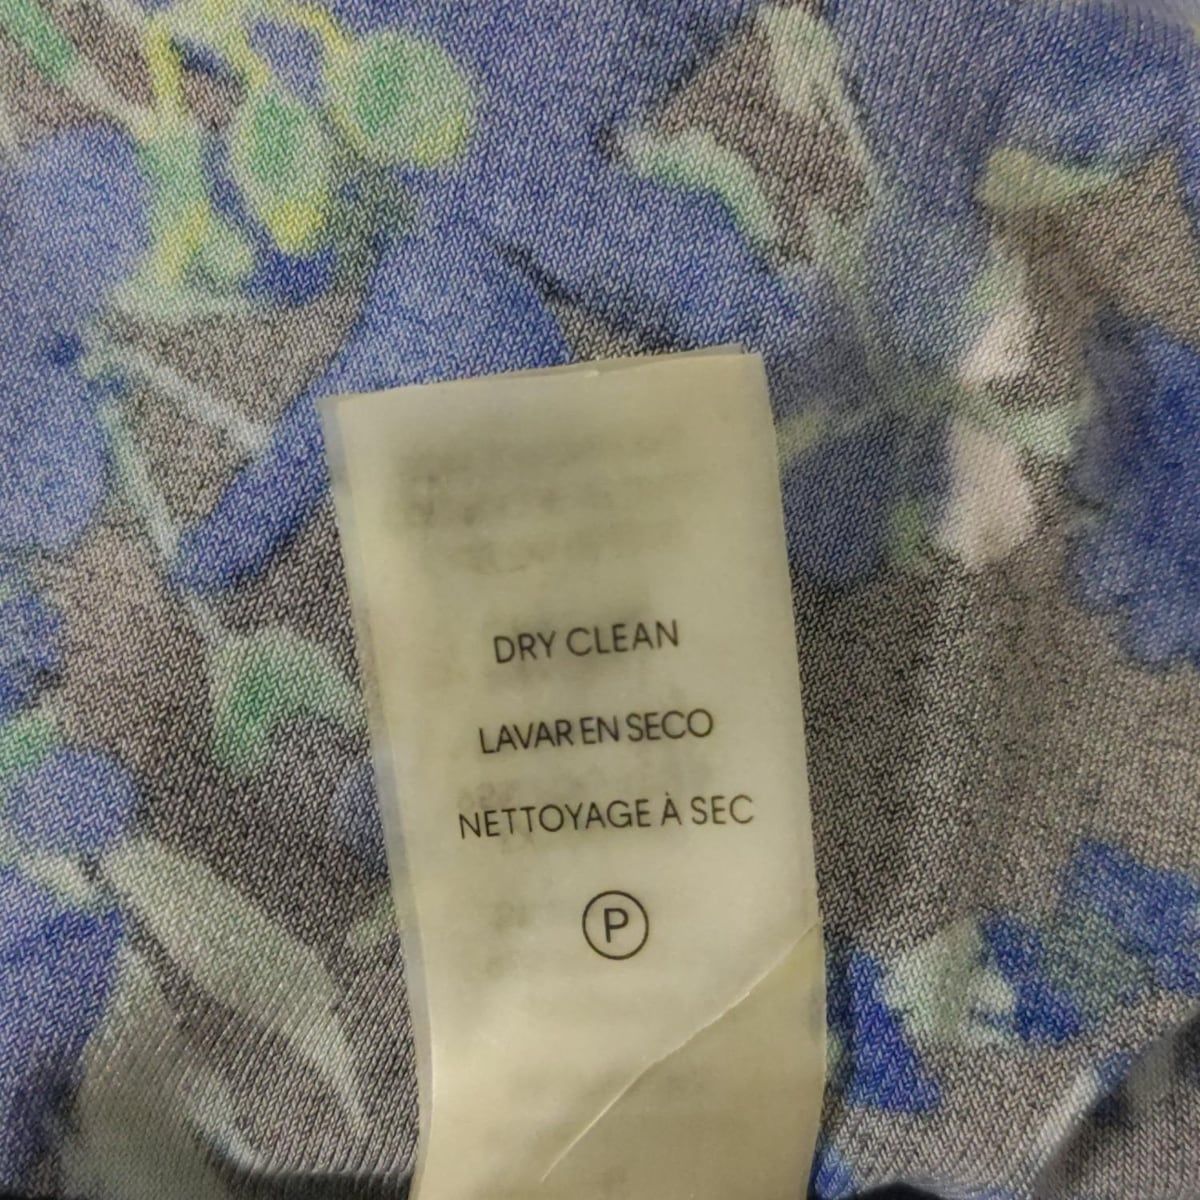 DRY CLEAN
LAVAR EN SECO
NETTOYAGE À SEC
P